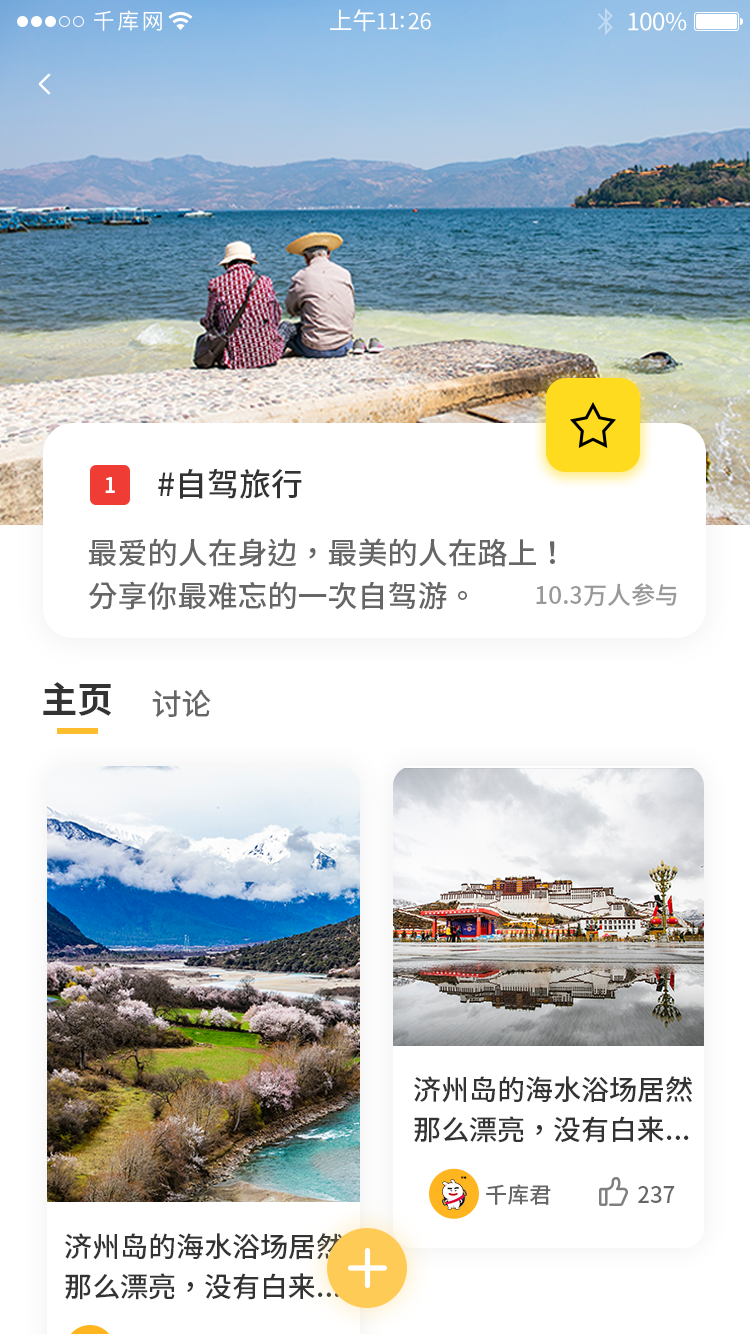 千库网
上午11:26
100%
1
#自驾旅行
最爱的人在身边，最美的人在路上！
分享你最难忘的一次自驾游。
10.3万人参与
主页
讨论
济州岛的海水浴场居然
那么漂亮，没有白来...
千库君
237
济州岛的海水浴场居然
那么漂亮，没有白来...